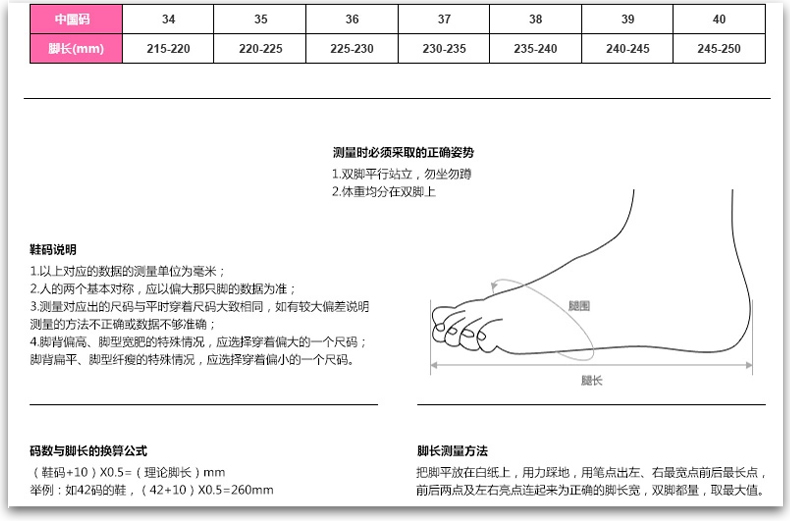 中国码 34 35 36 37 38 39 40
脚长(mm) 215-220 220-225 225-230 230-235 235-240 240-245 245-250
测量时必须采取的正确姿势
1.双脚平行站立，勿坐勿蹲
2.体重均分在双脚上
鞋码说明
1.以上对应的数据的测量单位为毫米；
2.人的两个基本对称，应以偏大那只脚的数据为准；
3.测量对应出的尺码与平时穿着尺码大致相同，如有较大偏差说明
测量的方法不正确或数据不够准确；
4.脚背偏高、脚型宽肥的特殊情况，应选择穿着偏大的一个尺码；
脚背扁平、脚型纤瘦的特殊情况，应选择穿着偏小的一个尺码。
腿围
腿长
码数与脚长的换算公式
（鞋码+10）X0.5=（理论脚长）mm
举例：如42码的鞋，（42+10）X0.5=260mm
脚长测量方法
把脚平放在白纸上，用力踩地，用笔点出左、右最宽点前后最长点，
前后两点及左右亮点连起来为正确的脚长宽，双脚都量，取最大值。